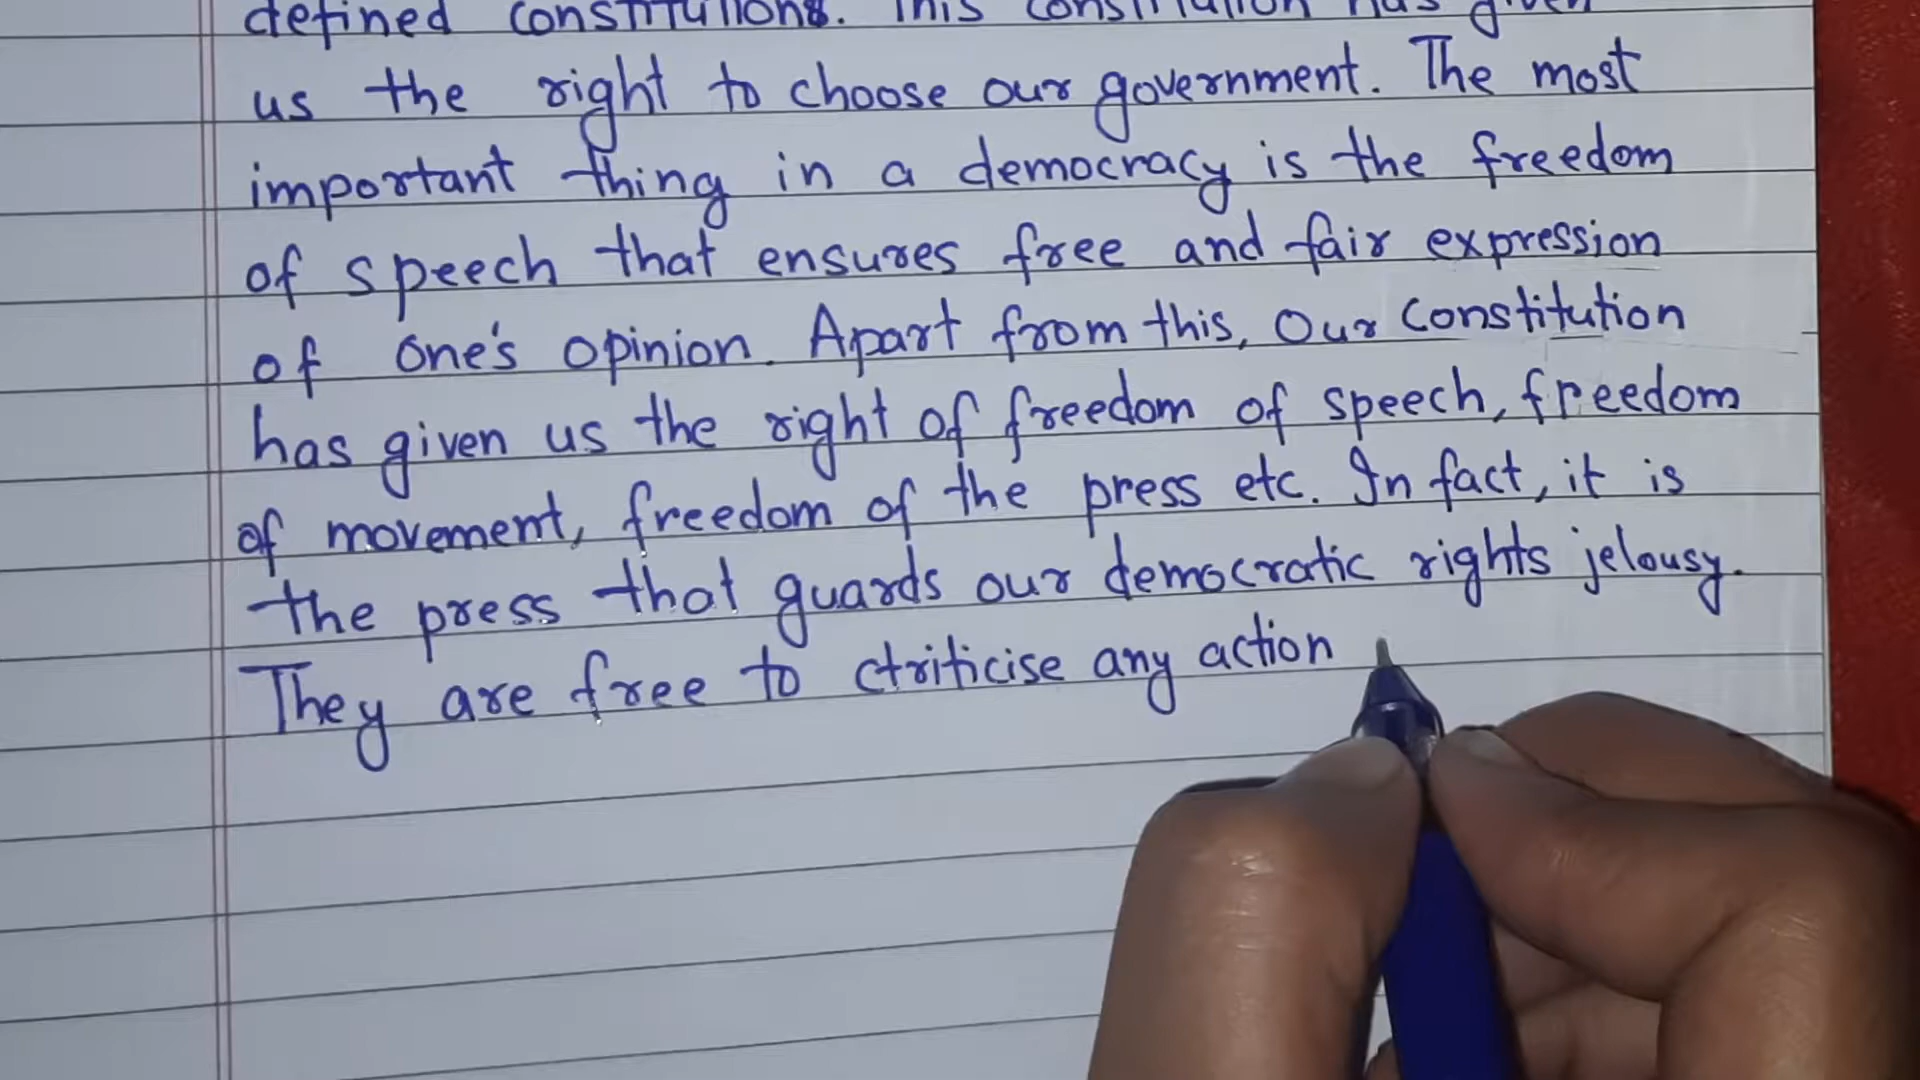 defined constitutions. This constitution has given
us the right to choose our government. The most
important thing in a democracy is the freedom
of speech that ensures free and fair expression
of one's opinion. Apart from this, Our Constitution
has given us the right of freedom of speech, freedom
of movement, freedom of the press etc. In fact, it is
the press that guards our democratic rights jelousy.
They are free to ctriticise any action